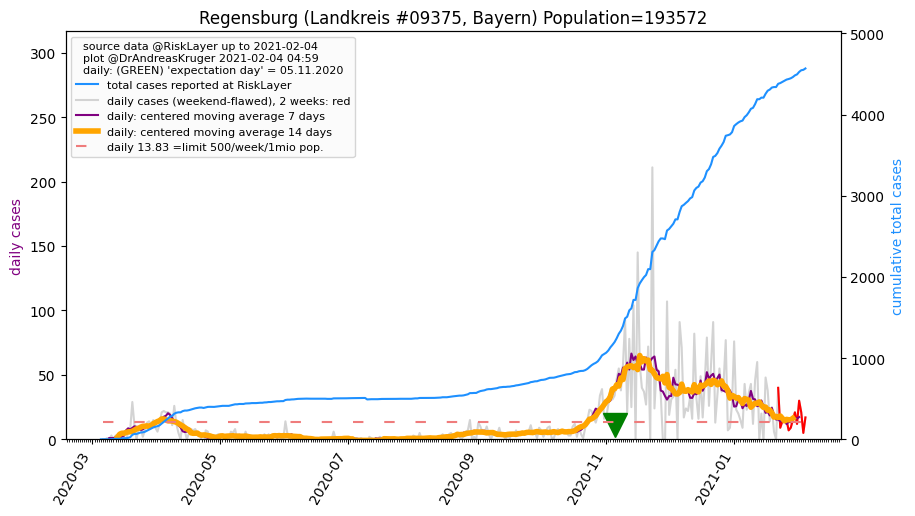 Regensburg (Landkreis #09375, Bayern) Population=193572
source data @RiskLayer up to 2021-02-04
plot @DrAndreasKruger 2021-02-04 04:59
daily: (GREEN) 'expectation day' = 05.11.2020
total cases reported at RiskLayer
daily cases (weekend-flawed), 2 weeks: red
daily: centered moving average 7 days
daily: centered moving average 14 days
daily 13.83 =limit 500/week/1mio pop.
daily cases
300
250
200
150
100
50
0
cumulative total cases
5000
4000
3000
2000
1000
0
2020-03
2020-05
2020-07
2020-09
2020-11
2021-01